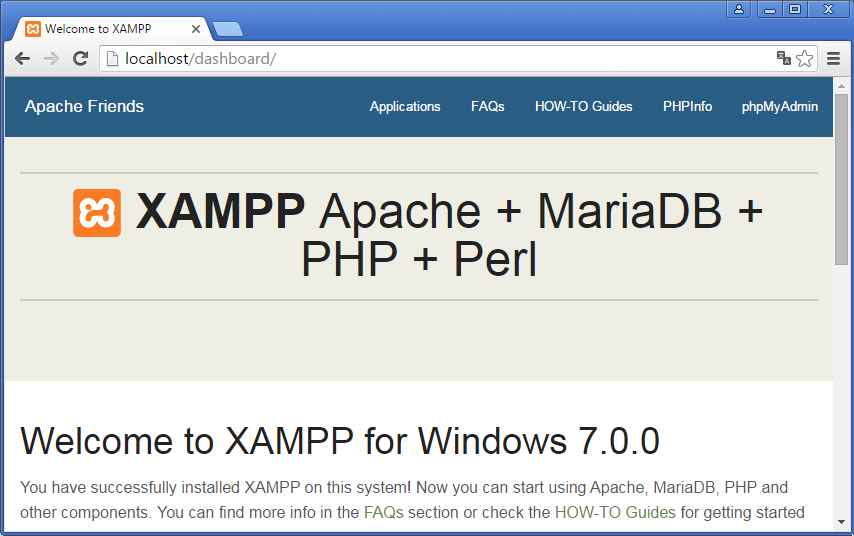 Welcome to XAMPP
localhost/dashboard/
Apache Friends Applications FAQs HOW-TO Guides PHPInfo phpMyAdmin
XAMPP Apache + MariaDB +
PHP + Perl
Welcome to XAMPP for Windows 7.0.0
You have successfully installed XAMPP on this system! Now you can start using Apache, MariaDB, PHP and
other components. You can find more info in the FAQs section or check the HOW-TO Guides for getting started